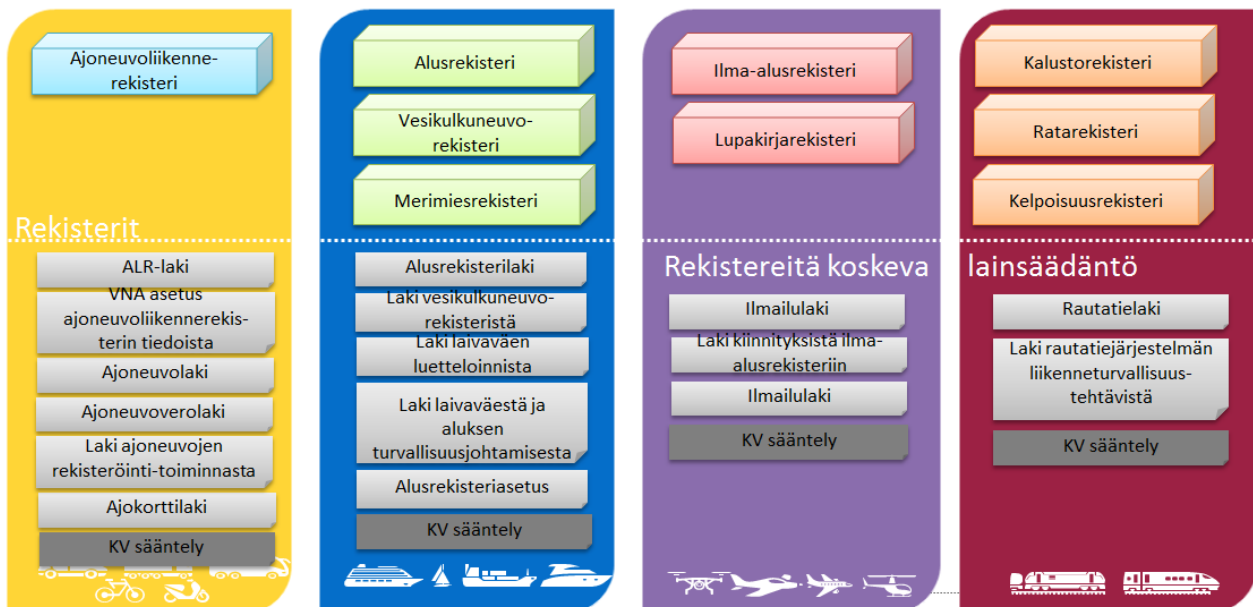 Ajoneuvoliikenne-
rekisteri
Alusrekisteri
Vesikulkuneuvo-
rekisteri
Merimiesrekisteri
Ilma-alusrekisteri
Lupakirjarekisteri
Kalustorekisteri
Ratarekisteri
Kelpoisuusrekisteri
Rekisterit
Rekistereitä koskeva lainsäädäntö
ALR-laki
VNA asetus
ajoneuvoliikennerekis-
terin tiedoista
Ajoneuvolaki
Ajoneuvoverolaki
Laki ajoneuvojen
rekisteröinti-toiminnasta
Ajokorttilaki
KV sääntely
Alusrekisterilaki
Laki vesikulkuneuvo-
rekisteristä
Laki laivaväen
luetteloinnista
Laki laivaväestä ja
aluksen
turvallisuusjohtamisesta
Alusrekisteriasetus
KV sääntely
Ilmailulaki
Laki kiinnityksistä ilma-
alusrekisteriin
Ilmailulaki
KV sääntely
Rautatielaki
Laki rautatiejärjestelmän
liikenneturvallisuus-
tehtävistä
KV sääntely